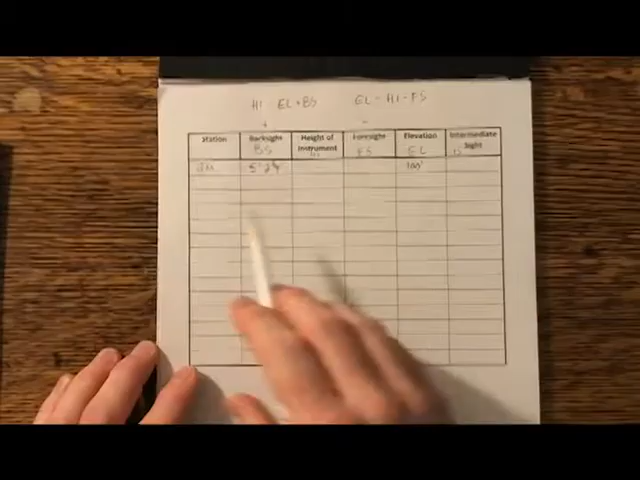 HI EL+BS EL-HI-FS
Station Backsight Height of Instrument Foresight Elevation Intermediate Sight
BS FS EL IS
100'